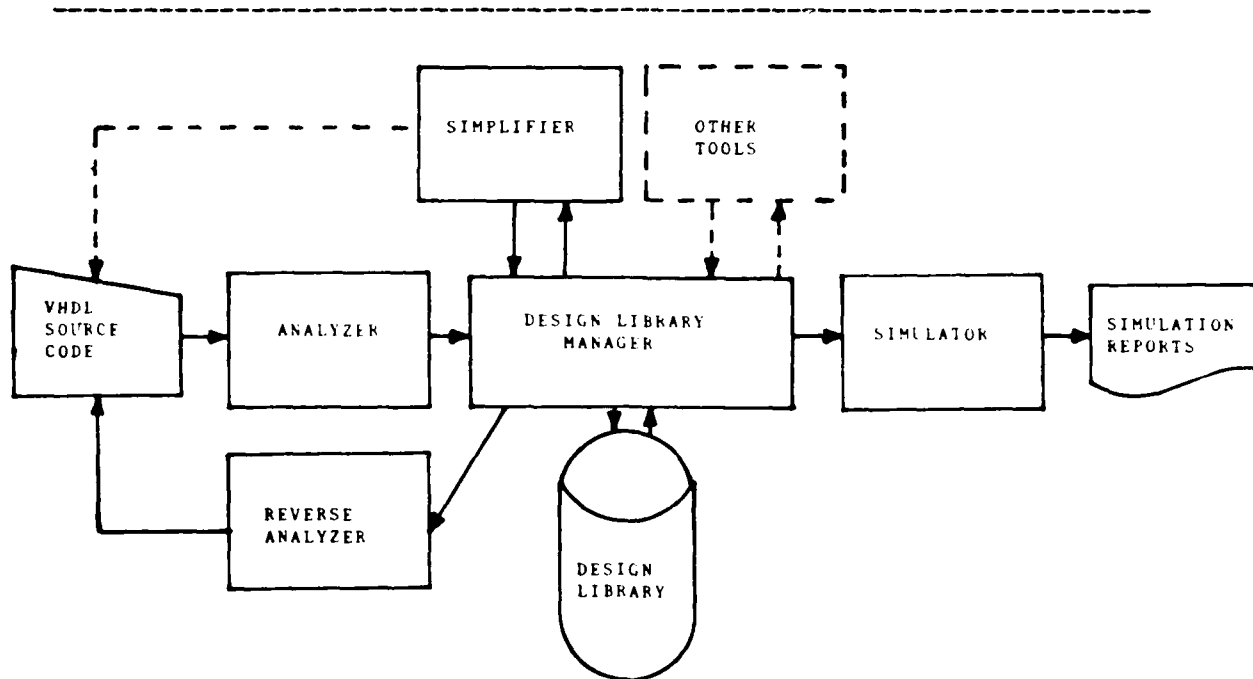 SIMPLIFIER
OTHER
TOOLS
VHDL
SOURCE
CODE
ANALYZER
DESIGN LIBRARY
MANAGER
SIMULATOR
SIMULATION
REPORTS
REVERSE
ANALYZER
DESIGN
LIBRARY